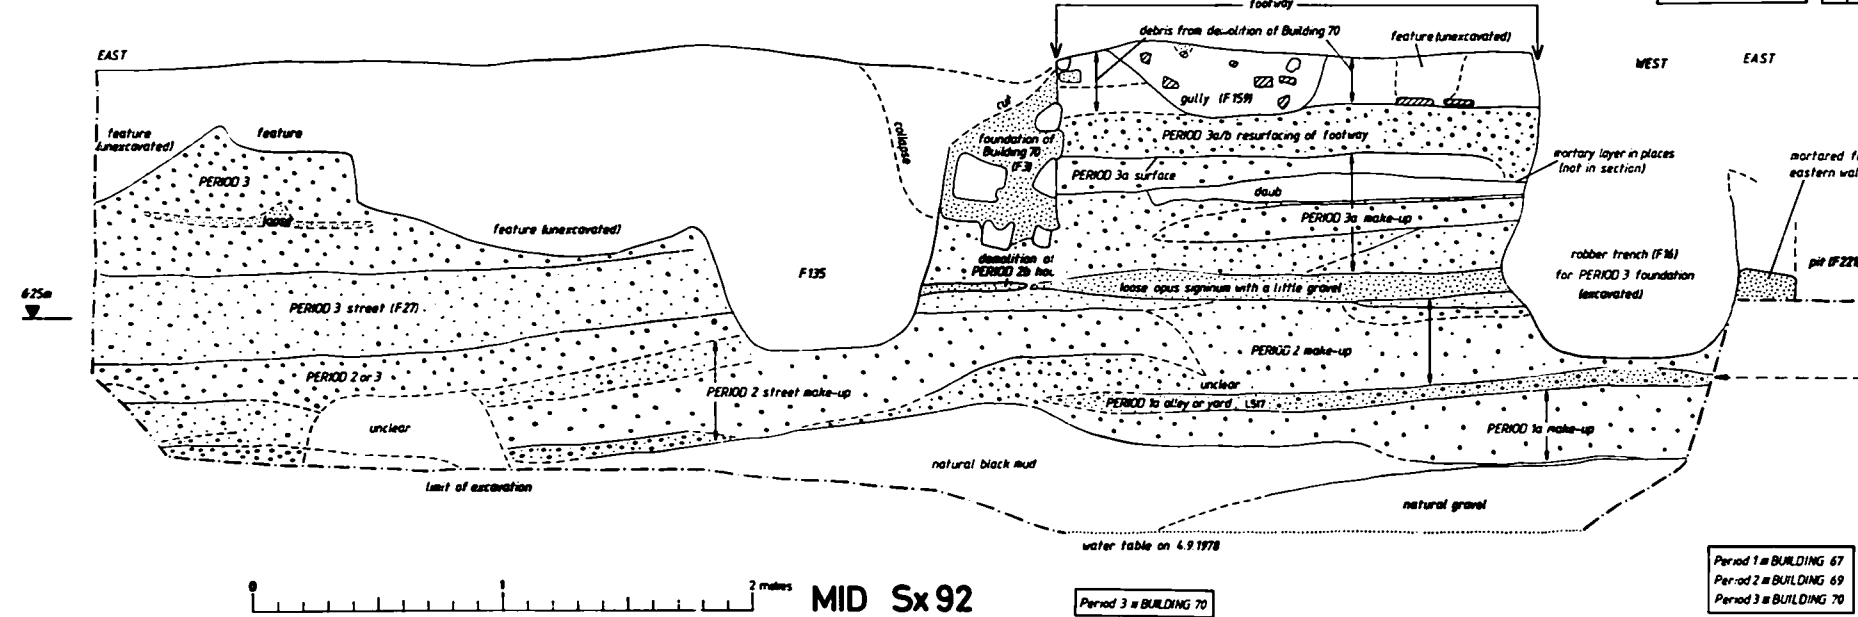 footway
EAST
debris from demolition of Building 70
feature (unexcavated)
WEST
EAST
gully (F159)
cut
collapse
feature
(unexcavated)
feature
foundation of
Building 70
(F3)
PERIOD 3a/b resurfacing of footway
mortary layer in places
(not in section)
mortared
eastern
PERIOD 3
PERIOD 3a surface
daub
loose
feature (unexcavated)
PERIOD 3a make-up
demolition of
PERIOD 2b
F135
robber trench (F16)
for PERIOD 3 foundation
(excavated)
pit (F221
loose opus signinum with a little gravel
625m
PERIOD 3 street (F27)
PERIOD 2 make-up
PERIOD 2 or 3
PERIOD 2 street make-up
unclear
PERIOD 1a alley or yard
unclear
PERIOD 1a make-up
natural black mud
limit of excavation
natural gravel
water table on 4.9.1978
0 1 2 metres
MID Sx 92
Period 3 = BUILDING 70
Period 1 = BUILDING 67
Period 2 = BUILDING 69
Period 3 = BUILDING 70